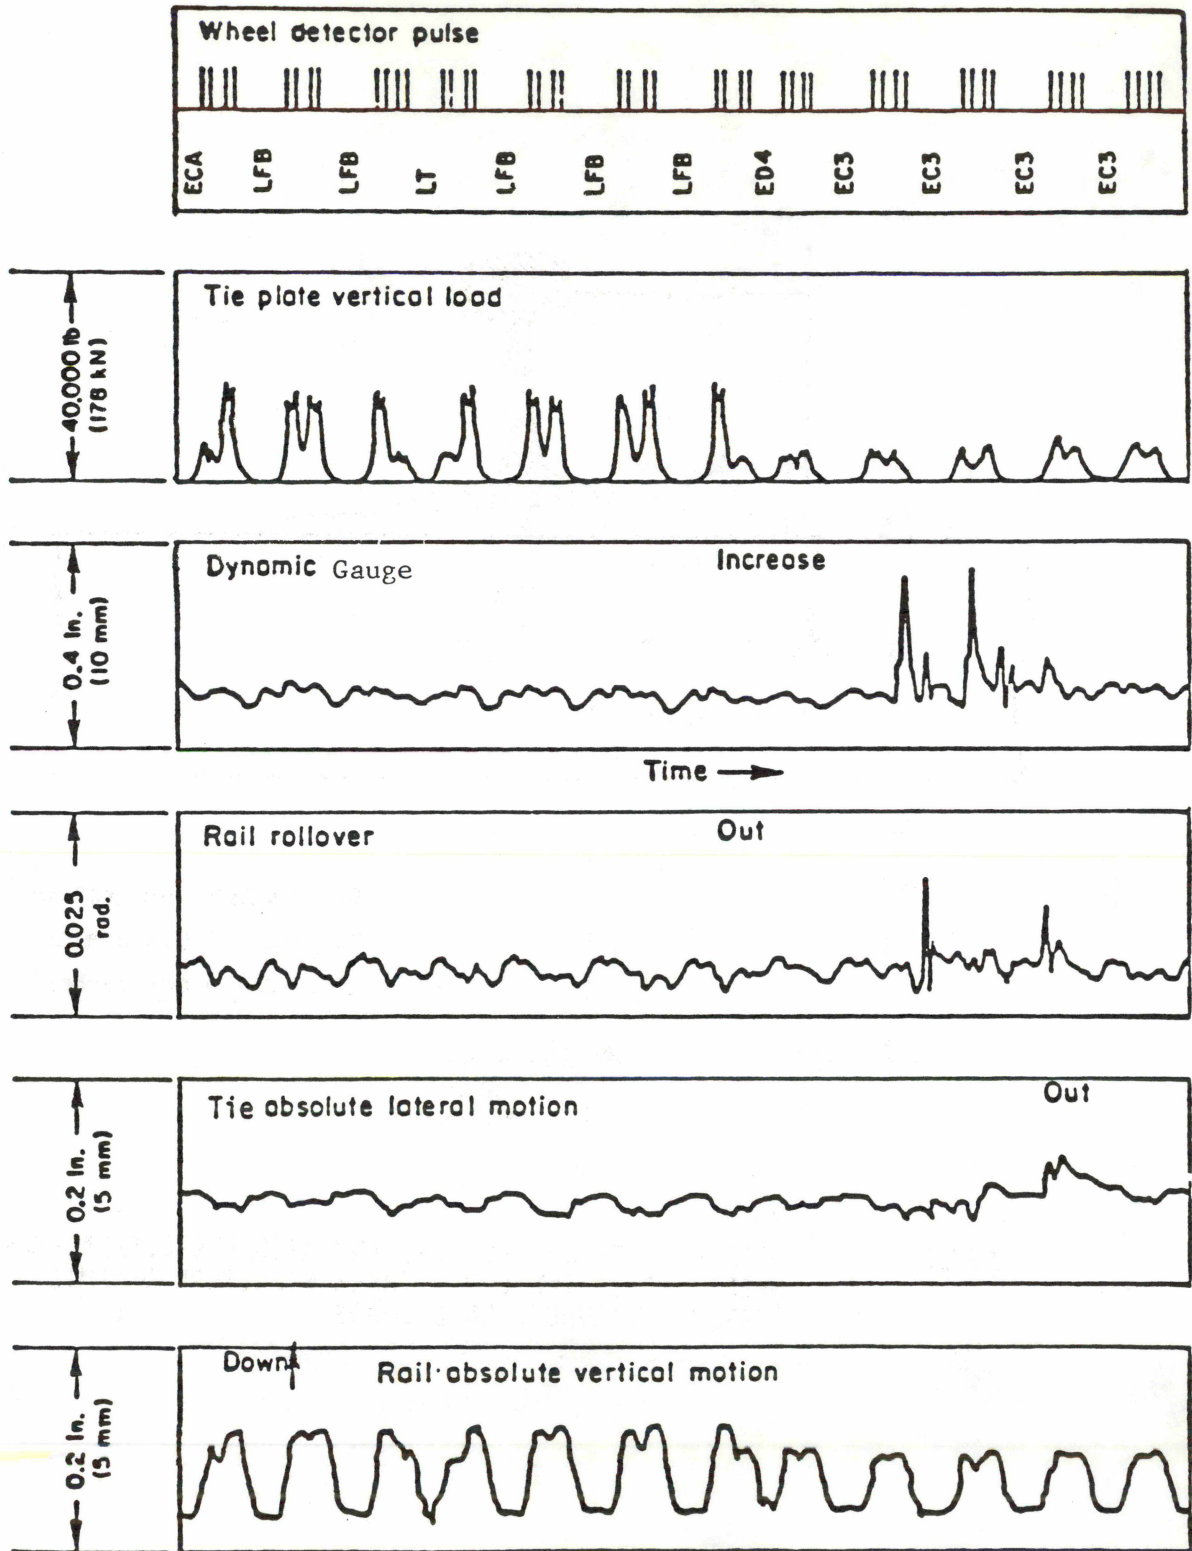 Wheel detector pulse
ECA LFB LFB LT LFB LFB LFB ED4 EC3 EC3 EC3 EC3
40,000 lb
(178 kN)
Tie plate vertical load
0.4 In.
(10 mm)
Dynamic Gauge
Increase
Time
0.025
rad.
Rail rollover
Out
0.2 In.
(5 mm)
Tie absolute lateral motion
Out
0.2 In.
(5 mm)
Down
Rail absolute vertical motion